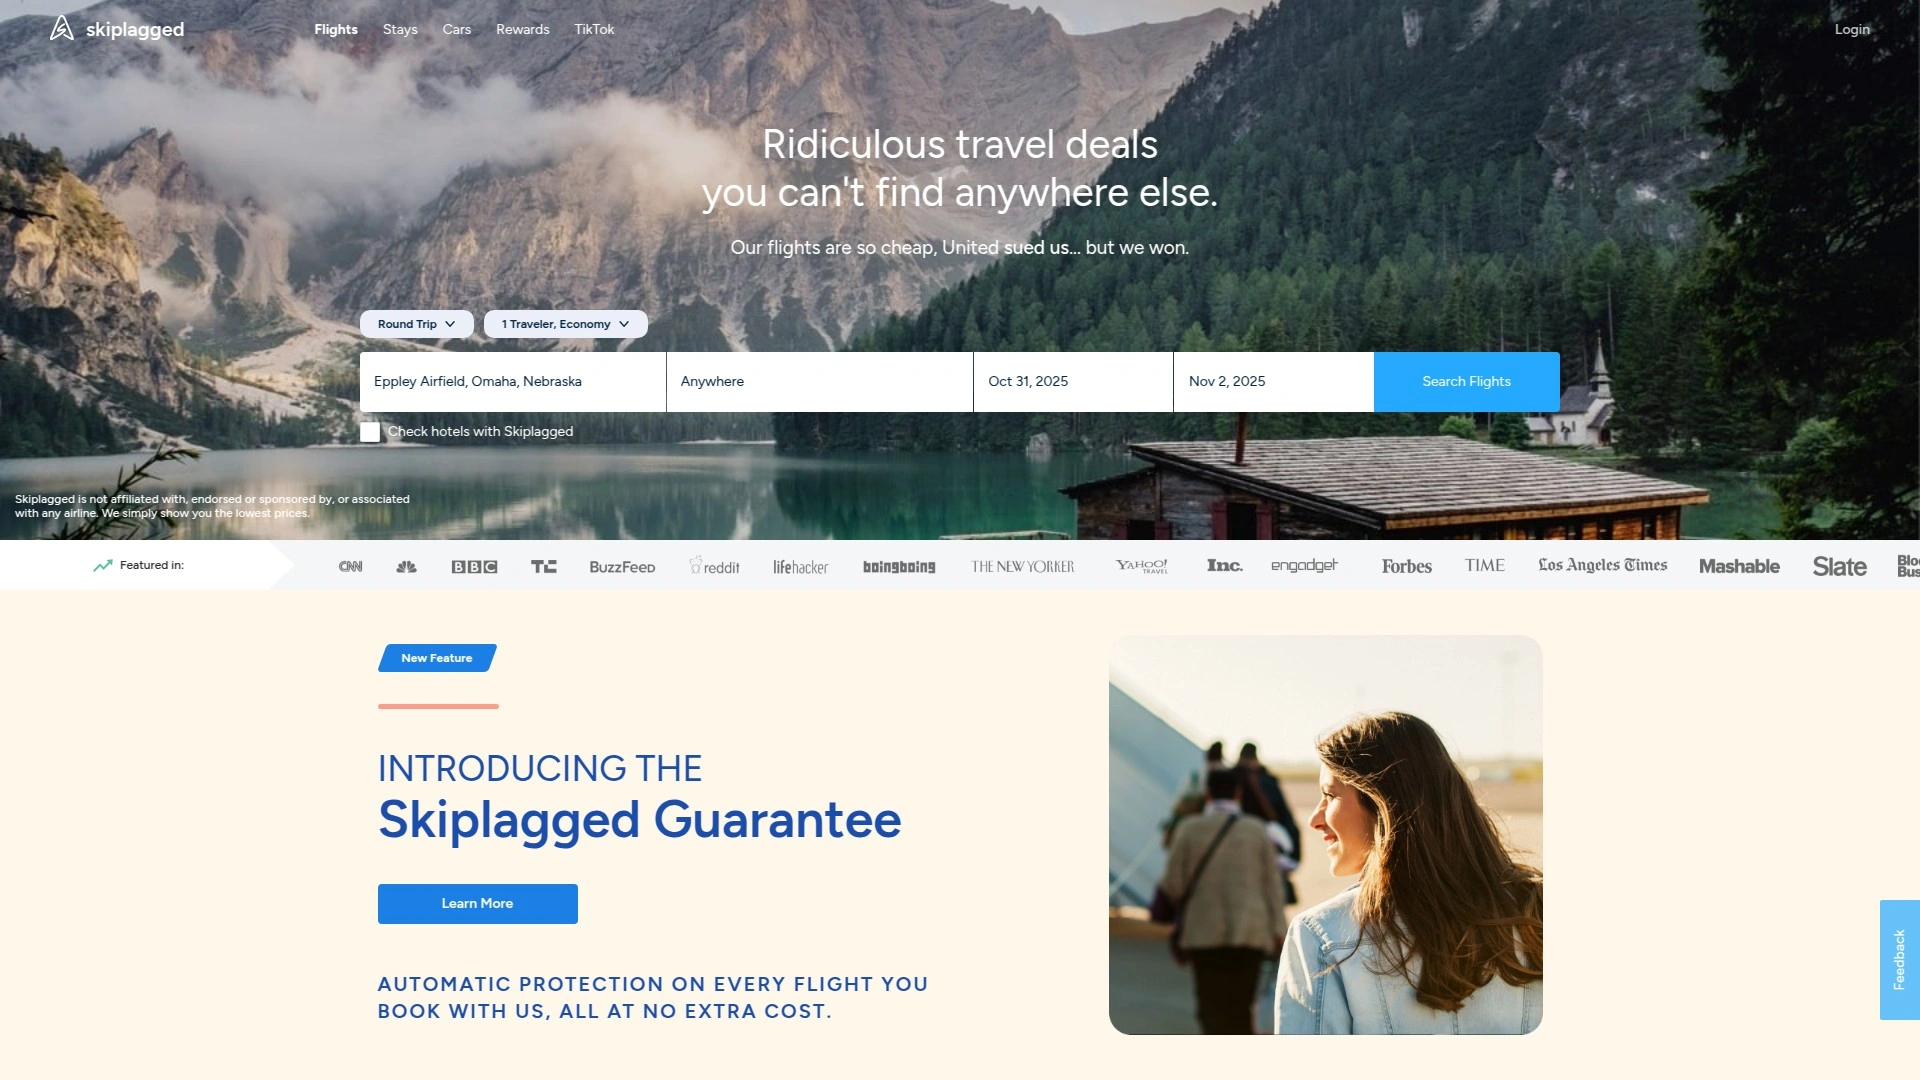 skiplagged
Flights
Stays
Cars
Rewards
TikTok
Login
Ridiculous travel deals
you can't find anywhere else.
Our flights are so cheap, United sued us... but we won.
Round Trip
1 Traveler, Economy
Eppley Airfield, Omaha, Nebraska
Anywhere
Oct 31, 2025
Nov 2, 2025
Search Flights
Check hotels with Skiplagged
Skiplagged is not affiliated with, endorsed or sponsored by, or associated
with any airline. We simply show you the lowest prices.
Featured in:
CNN
BBC
TC
BuzzFeed
reddit
lifehacker
boingboing
THE NEW YORKER
YAHOO!
TRAVEL
Inc.
engadget
Forbes
TIME
Los Angeles Times
Mashable
Slate
New Feature
INTRODUCING THE
Skiplagged Guarantee
Learn More
AUTOMATIC PROTECTION ON EVERY FLIGHT YOU
BOOK WITH US, ALL AT NO EXTRA COST.
Feedback